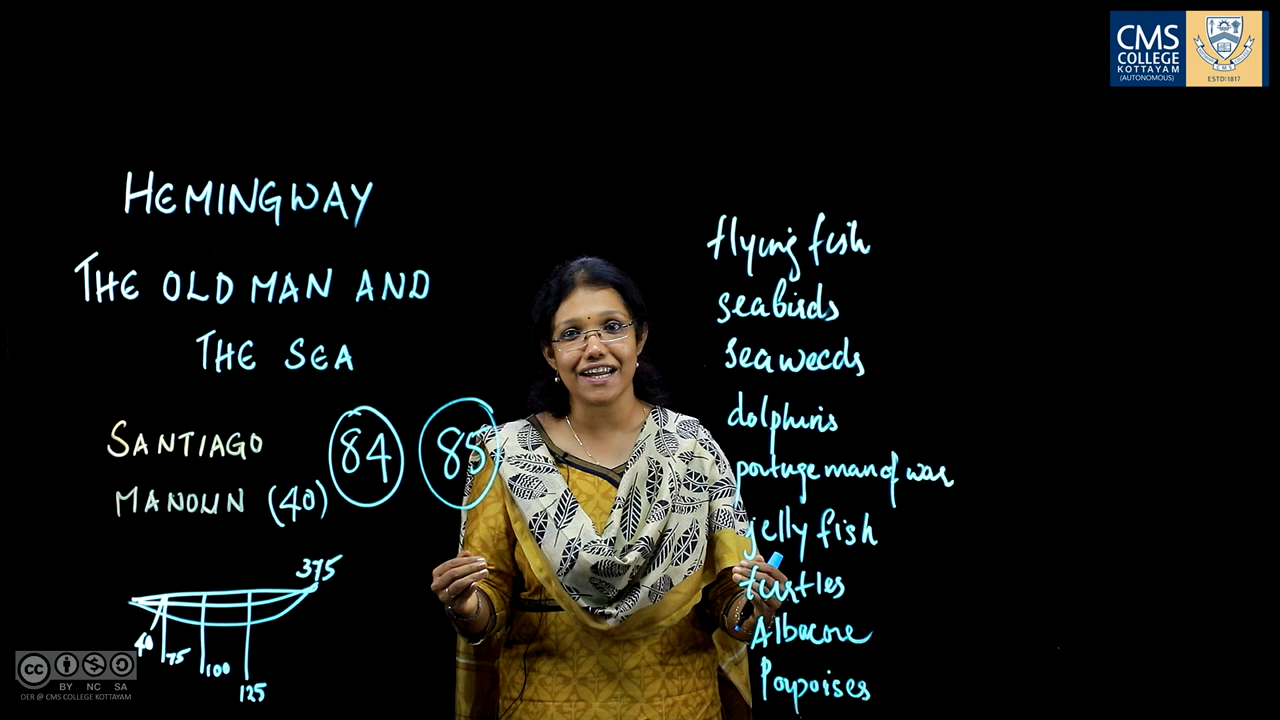 CMS
COLLEGE
KOTTAYAM
(AUTONOMOUS)
ESTD:1817
HEMINGWAY
THE OLD MAN AND
THE SEA
SANTIAGO
MANOLIN (40)
84
85
375
40
75
100
125
flying fish
seabirds
seaweeds
dolphins
portuge man of war
jelly fish
turtles
Albacore
Porpoises
cc
BY NC SA
OER @ CMS COLLEGE KOTTAYAM